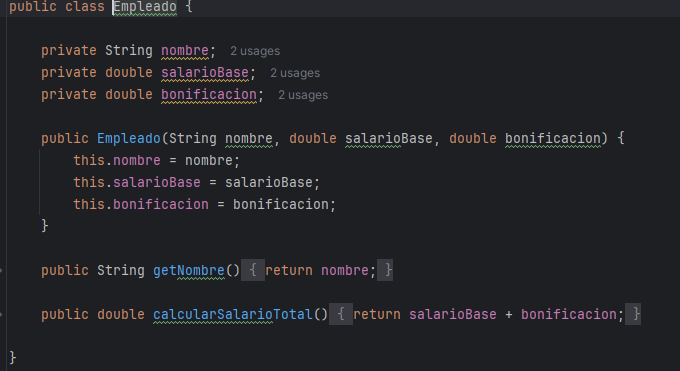 public class Empleado {
private String nombre; 2 usages
private double salarioBase; 2 usages
private double bonificacion; 2 usages
public Empleado(String nombre, double salarioBase, double bonificacion) {
this.nombre = nombre;
this.salarioBase = salarioBase;
this.bonificacion = bonificacion;
}
public String getNombre() { return nombre; }
public double calcularSalarioTotal() { return salarioBase + bonificacion; }
}